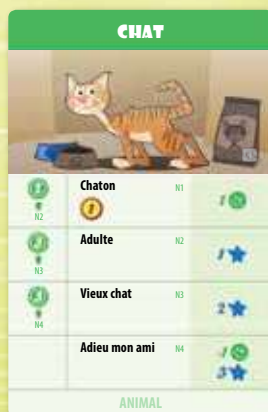 CHAT
Chaton N1
1
1
N2
Adulte N2
1
N3
Vieux chat N3
2
N4
Adieu mon ami N4
1
3
ANIMAL